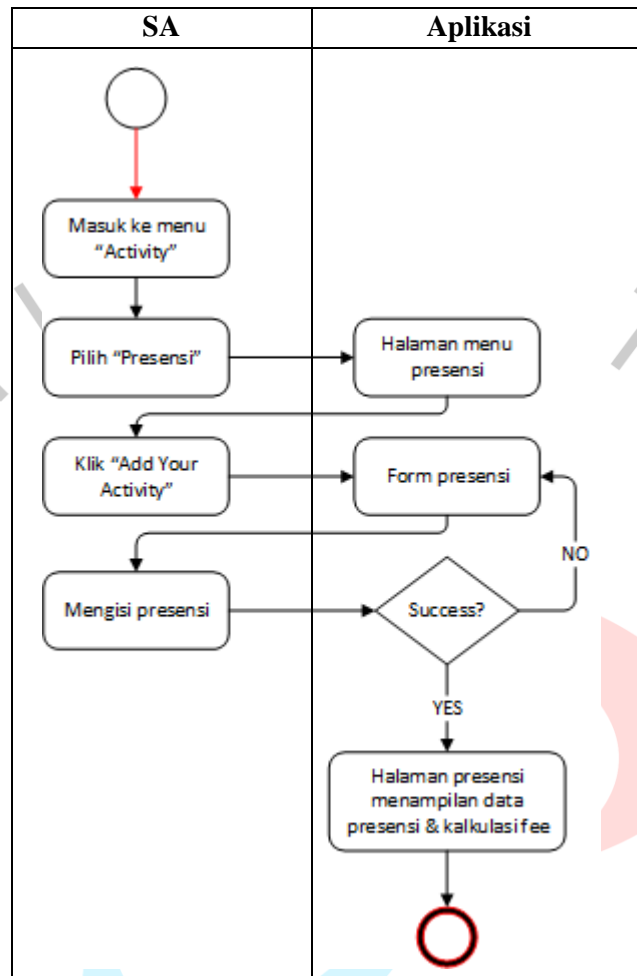 SA
Aplikasi
Masuk ke menu
“Activity”
Pilih “Presensi”
Halaman menu
presensi
Klik “Add Your
Activity”
Form presensi
NO
Mengisi presensi
Success?
YES
Halaman presensi
menampilan data
presensi & kalkulasi fee